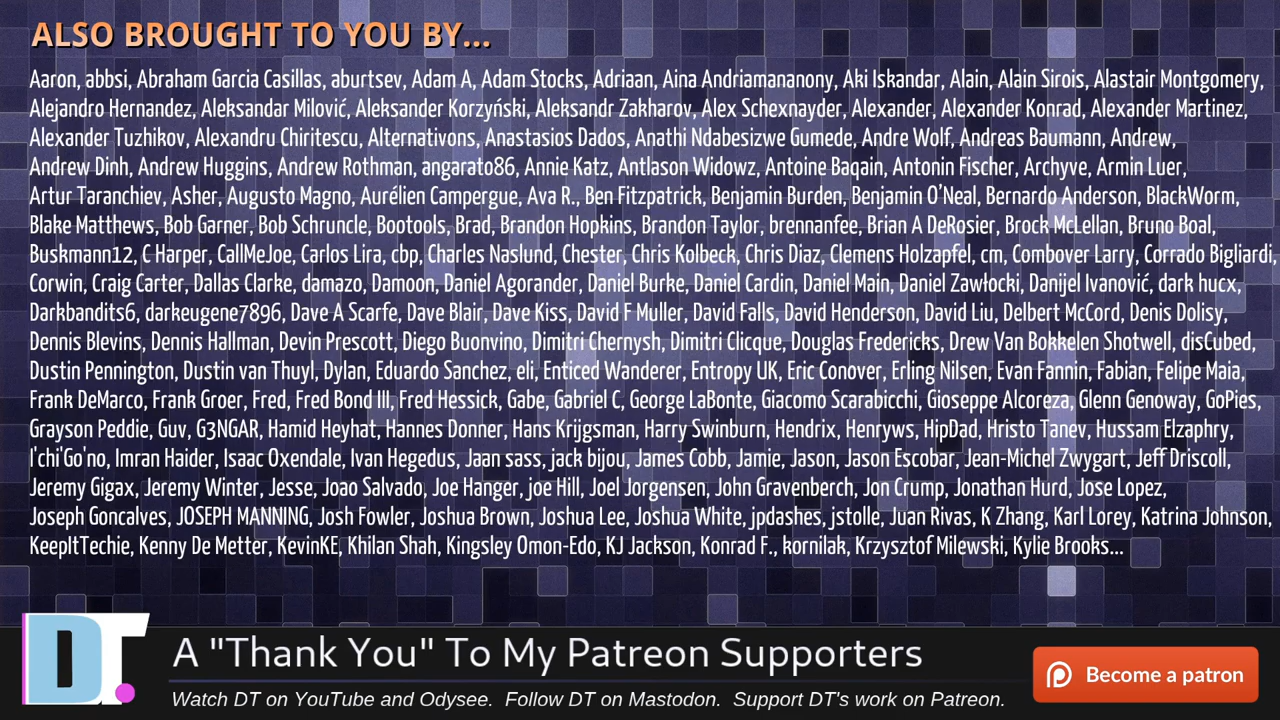 ALSO BROUGHT TO YOU BY...
Aaron, abbsi, Abraham Garcia Casillas, aburtsev, Adam A, Adam Stocks, Adriaan, Aina Andriamananony, Aki Iskandar, Alain, Alain Sirois, Alastair Montgomery,
Alejandro Hernandez, Aleksandar Milović, Aleksander Korzyński, Aleksandr Zakharov, Alex Schexnayder, Alexander, Alexander Konrad, Alexander Martinez,
Alexander Tuzhikov, Alexandru Chiritescu, Alternativons, Anastasios Dados, Anathi Ndabesizwe Gumede, Andre Wolf, Andreas Baumann, Andrew,
Andrew Dinh, Andrew Huggins, Andrew Rothman, angarato86, Annie Katz, Antlason Widowz, Antoine Baqain, Antonin Fischer, Archyve, Armin Luer,
Artur Taranchiev, Asher, Augusto Magno, Aurélien Campergue, Ava R., Ben Fitzpatrick, Benjamin Burden, Benjamin O'Neal, Bernardo Anderson, BlackWorm,
Blake Matthews, Bob Garner, Bob Schruncle, Bootools, Brad, Brandon Hopkins, Brandon Taylor, brennanfee, Brian A DeRosier, Brock McLellan, Bruno Boal,
Buskmann12, C Harper, CallMeJoe, Carlos Lira, cbp, Charles Naslund, Chester, Chris Kolbeck, Chris Diaz, Clemens Holzapfel, cn, Combover Larry, Corrado Bigliardi,
Corwin, Craig Carter, Dallas Clarke, damazo, Damoon, Daniel Agorander, Daniel Burke, Daniel Cardin, Daniel Main, Daniel Zawłocki, Danijel Ivanović, dark hucx,
Darkbandits6, darkeugene7896, Dave A Scarfe, Dave Blair, Dave Kiss, David F Muller, David Falls, David Henderson, David Liu, Delbert McCord, Denis Dolisy,
Dennis Blevins, Dennis Hallman, Devin Prescott, Diego Buonvino, Dimitri Chernysh, Dimitri Clicque, Douglas Fredericks, Drew Van Bokkelen Shotwell, disCubed,
Dustin Pennington, Dustin van Thuyl, Dylan, Eduardo Sanchez, eli, Enticed Wanderer, Entropy UK, Eric Conover, Erling Nilsen, Evan Fannin, Fabian, Felipe Maia,
Frank DeMarco, Frank Groer, Fred, Fred Bond III, Fred Hessick, Gabe, Gabriel C, George LaBonte, Giacomo Scarabicchi, Gioseppe Alcoreza, Glenn Genoway, GoPies,
Grayson Peddie, Guv, G3NGAR, Hamid Heyhat, Hannes Donner, Hans Krijgsman, Harry Swinburn, Hendrix, Henryws, HipDad, Hristo Tanev, Hussam Elzaphry,
I'chi'Go'no, Imran Haider, Isaac Oxendale, Ivan Hegedus, Jaan sass, jack bijou, James Cobb, Jamie, Jason, Jason Escobar, Jean-Michel Zwygart, Jeff Driscoll,
Jeremy Gigax, Jeremy Winter, Jesse, Joao Salvado, Joe Hanger, joe Hill, Joel Jorgensen, John Gravenberch, Jon Crump, Jonathan Hurd, Jose Lopez,
Joseph Goncalves, JOSEPH MANNING, Josh Fowler, Joshua Brown, Joshua Lee, Joshua White, jpdashes, jstolle, Juan Rivas, K Zhang, Karl Lorey, Katrina Johnson,
KeepItTechie, Kenny De Metter, KevinKE, Khilan Shah, Kingsley Omon-Edo, KJ Jackson, Konrad F., kornilak, Krzysztof Milewski, Kylie Brooks...
DT.
A "Thank You" To My Patreon Supporters
Become a patron
Watch DT on YouTube and Odysee. Follow DT on Mastodon. Support DT's work on Patreon.